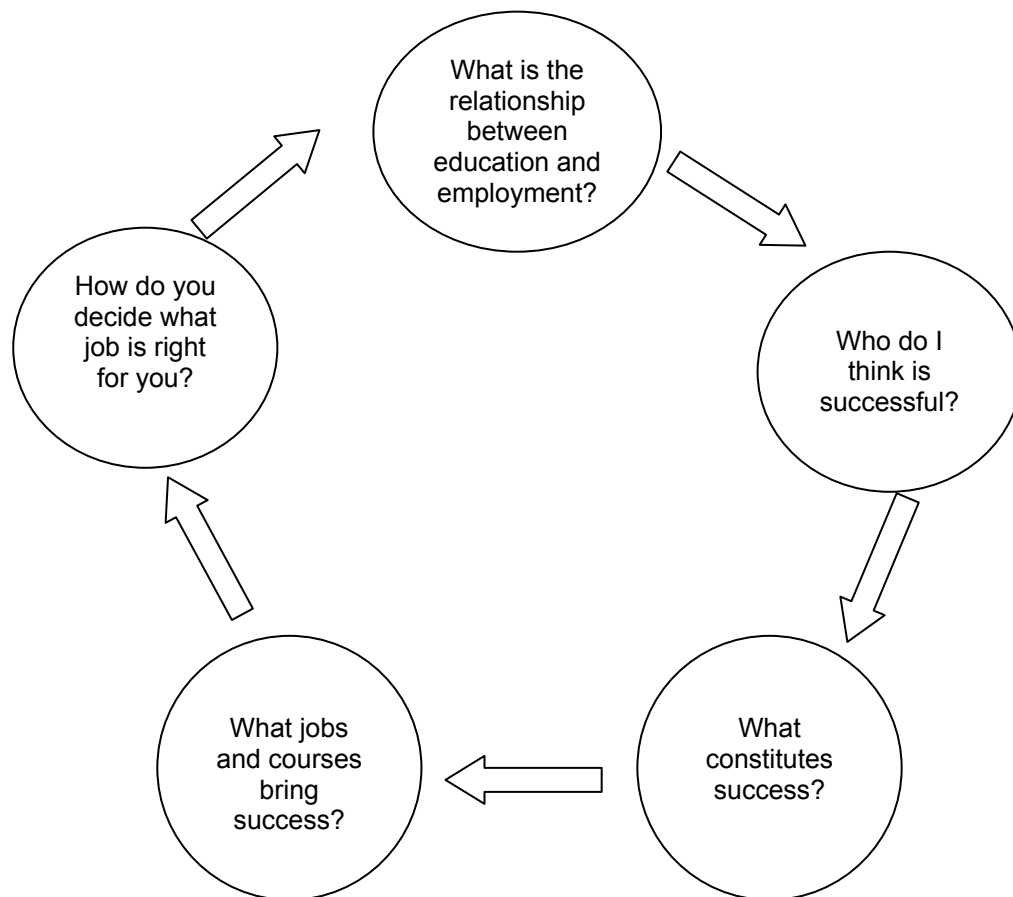 What is the
relationship
between
education and
employment?
Who do I
think is
successful?
What
constitutes
success?
What jobs
and courses
bring
success?
How do you
decide what
job is right
for you?